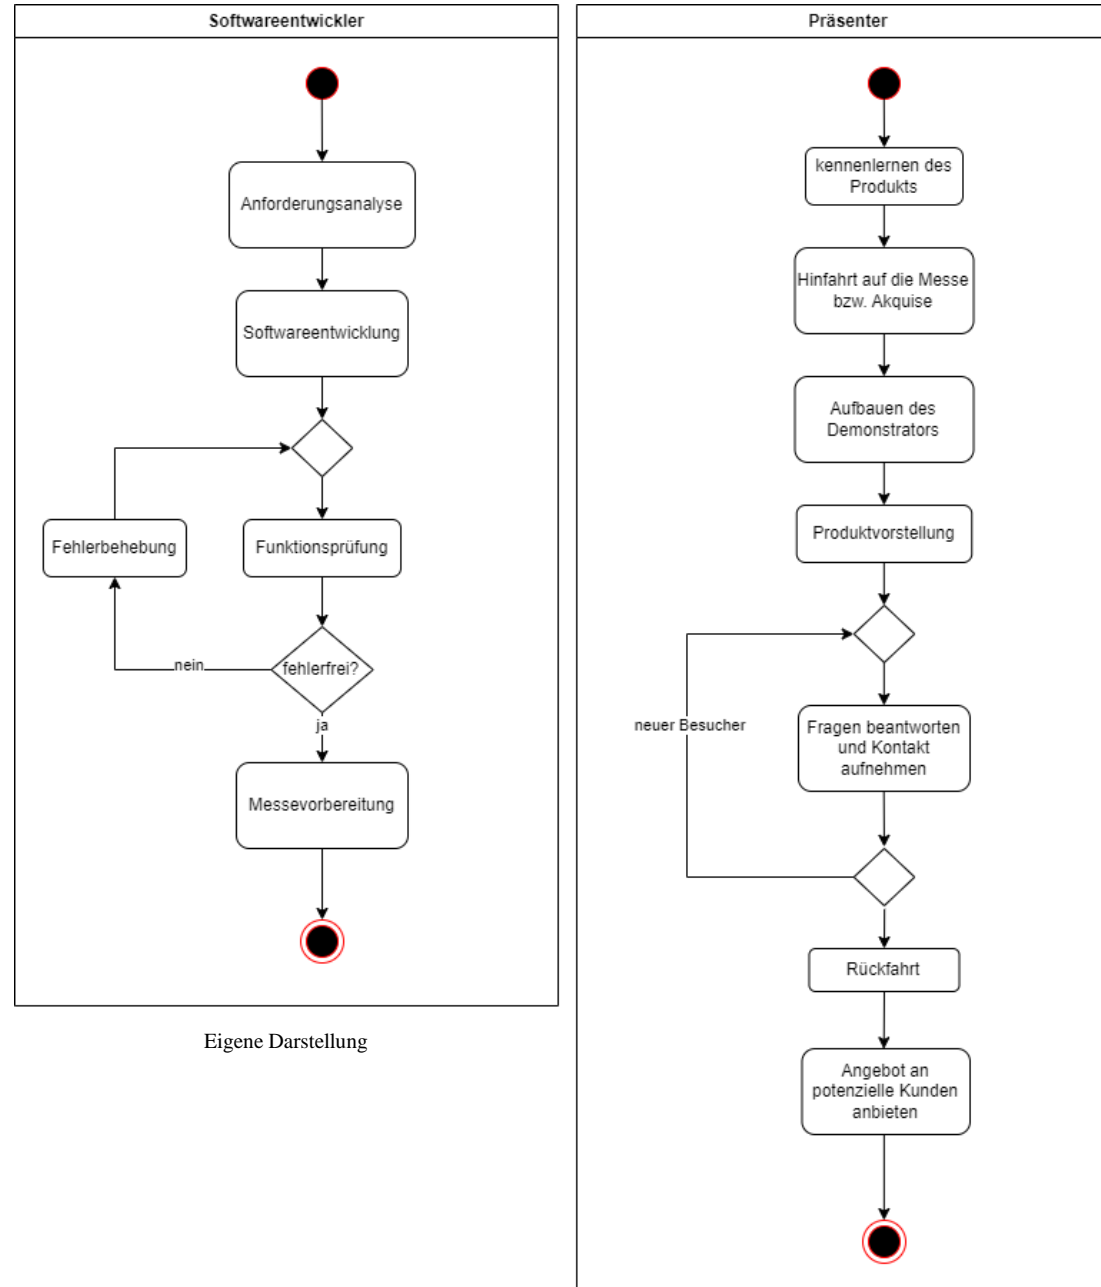 Softwareentwickler
Anforderungsanalyse
Softwareentwicklung
Fehlerbehebung
Funktionsprüfung
nein
fehlerfrei?
ja
Messevorbereitung
Eigene Darstellung
Präsenter
kennenlernen des
Produkts
Hinfahrt auf die Messe
bzw. Akquise
Aufbauen des
Demonstrators
Produktvorstellung
neuer Besucher
Fragen beantworten
und Kontakt
aufnehmen
Rückfahrt
Angebot an
potenzielle Kunden
anbieten